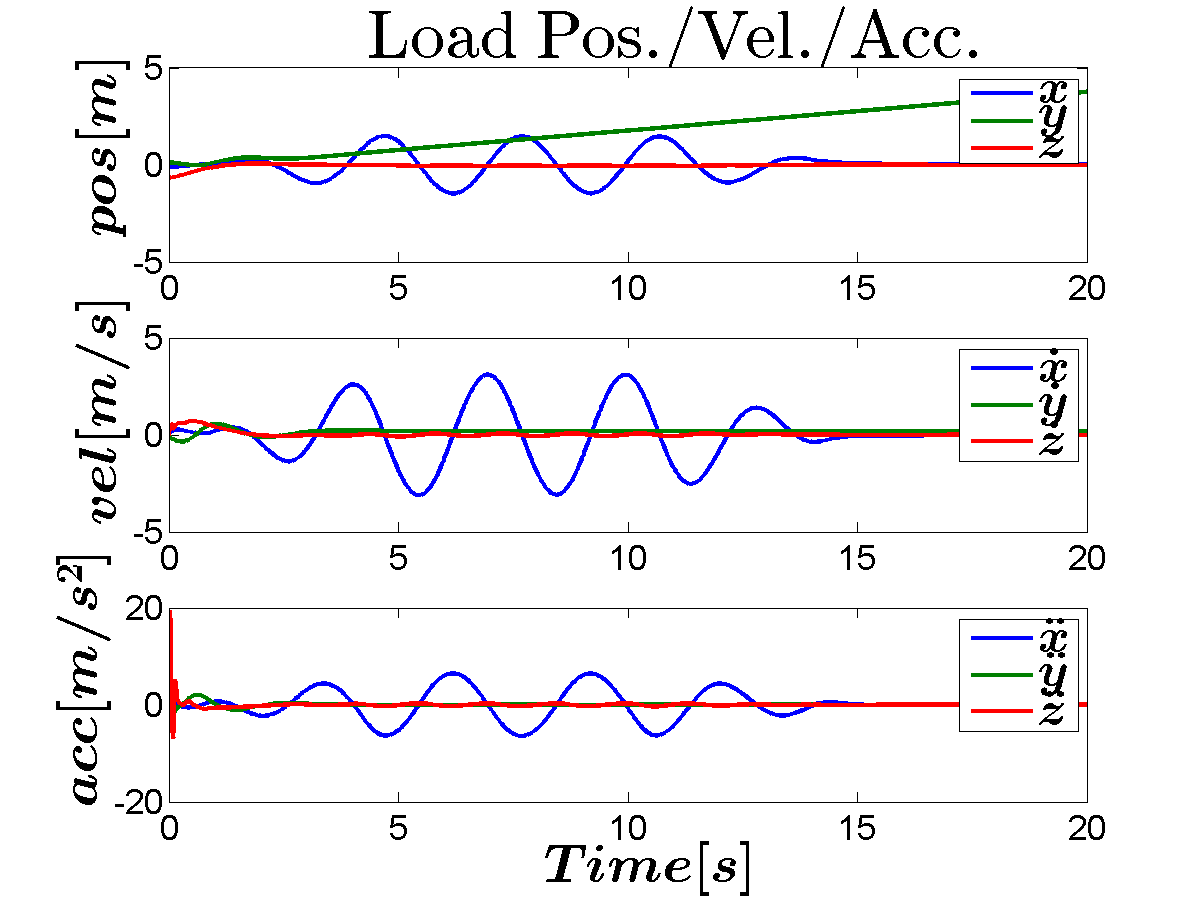 Load Pos./Vel./Acc.
pos[m]
5
0
-5
0 5 10 15 20
x
y
z
vel[m/s]
5
0
-5
0 5 10 15 20
ẋ
ẏ
ż
acc[m/s²]
20
0
-20
0 5 10 15 20
ẍ
ÿ
z̈
Time[s]